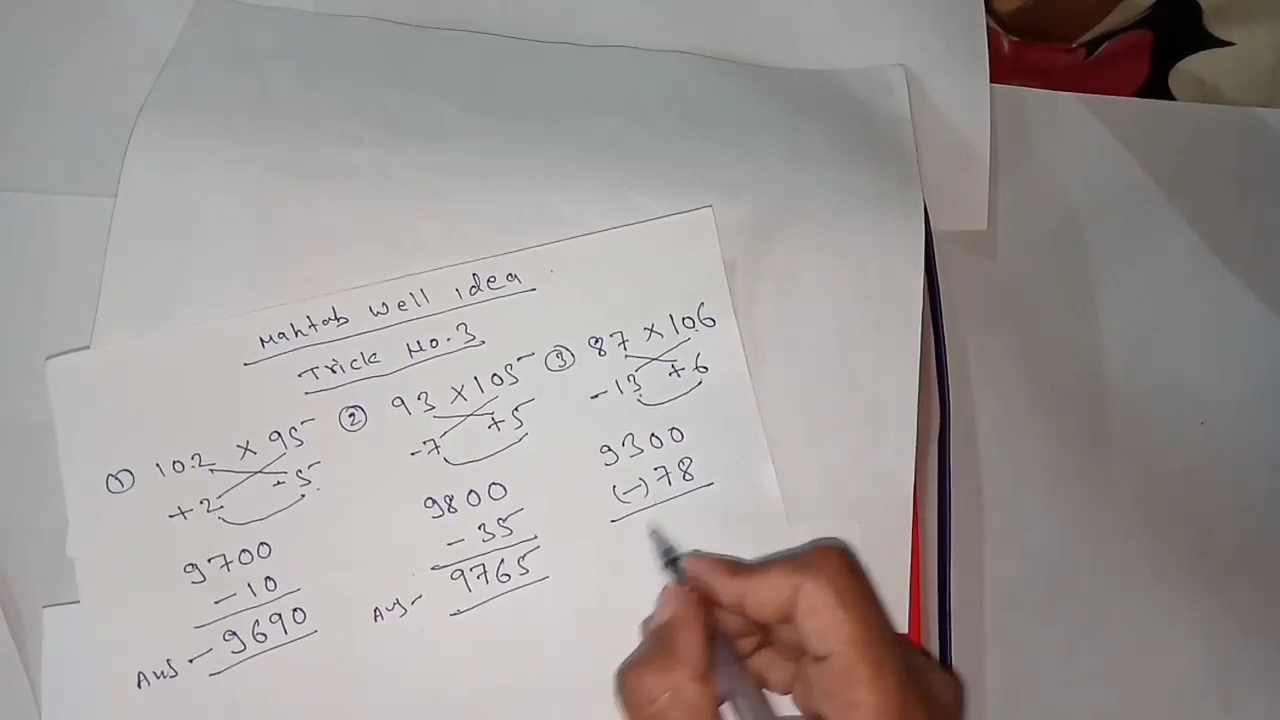 Mahtab Well idea
Trick No. 3
① 102 × 95
+2 -5
9700
- 10
Ans - 9690
② 93 × 105
-7 +5
9800
- 35
Ans - 9765
③ 87 × 106
-13 +6
9300
(-) 78